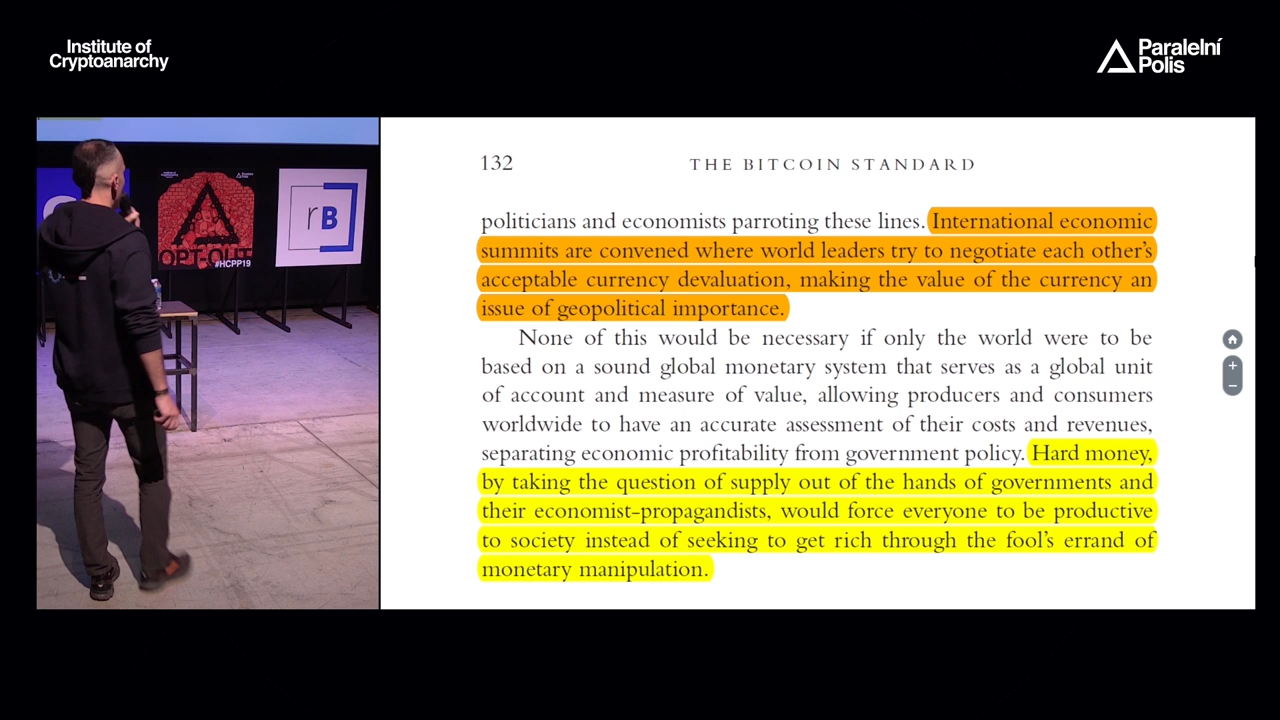 Institute of
Cryptoanarchy
Paralelní
Polis
OPT OUT
#HCPP19
rB
132
THE BITCOIN STANDARD
politicians and economists parroting these lines. International economic
summits are convened where world leaders try to negotiate each other's
acceptable currency devaluation, making the value of the currency an
issue of geopolitical importance.
None of this would be necessary if only the world were to be
based on a sound global monetary system that serves as a global unit
of account and measure of value, allowing producers and consumers
worldwide to have an accurate assessment of their costs and revenues,
separating economic profitability from government policy. Hard money,
by taking the question of supply out of the hands of governments and
their economist-propagandists, would force everyone to be productive
to society instead of seeking to get rich through the fool's errand of
monetary manipulation.